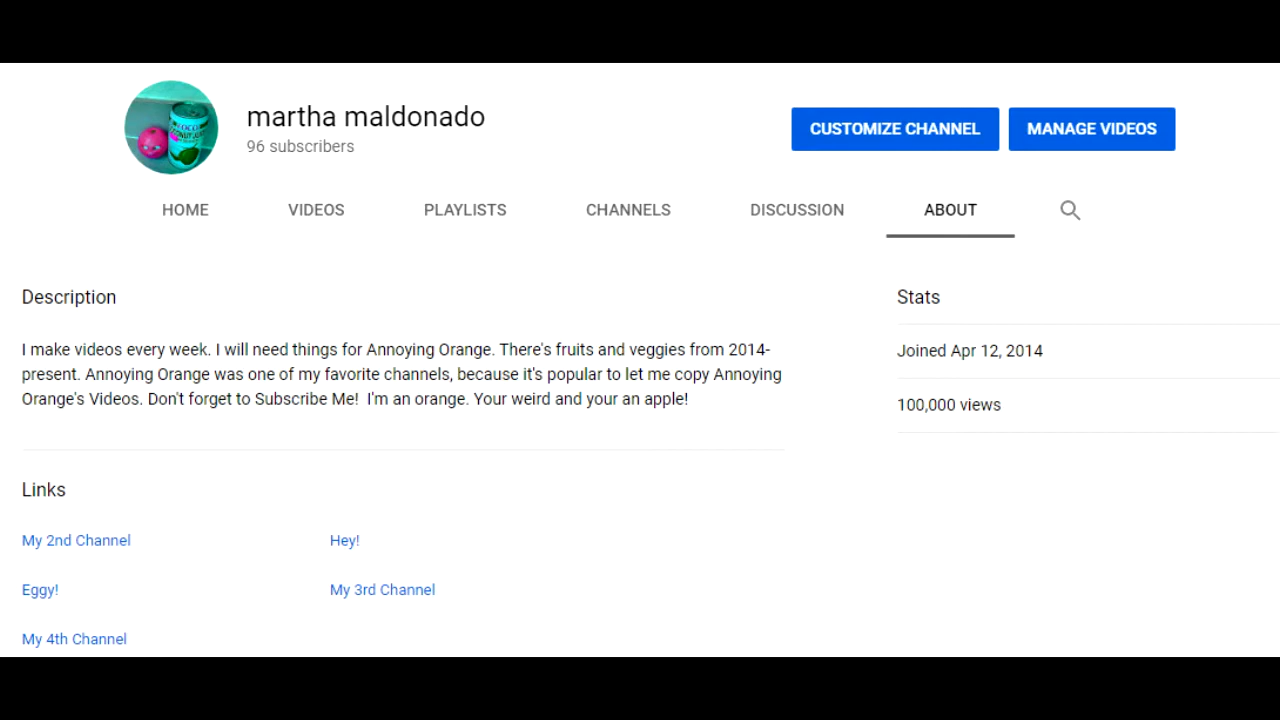 martha maldonado
96 subscribers
CUSTOMIZE CHANNEL
MANAGE VIDEOS
HOME
VIDEOS
PLAYLISTS
CHANNELS
DISCUSSION
ABOUT
Description
I make videos every week. I will need things for Annoying Orange. There's fruits and veggies from 2014-
present. Annoying Orange was one of my favorite channels, because it's popular to let me copy Annoying
Orange's Videos. Don't forget to Subscribe Me!  I'm an orange. Your weird and your an apple!
Stats
Joined Apr 12, 2014
100,000 views
Links
My 2nd Channel
Hey!
Eggy!
My 3rd Channel
My 4th Channel